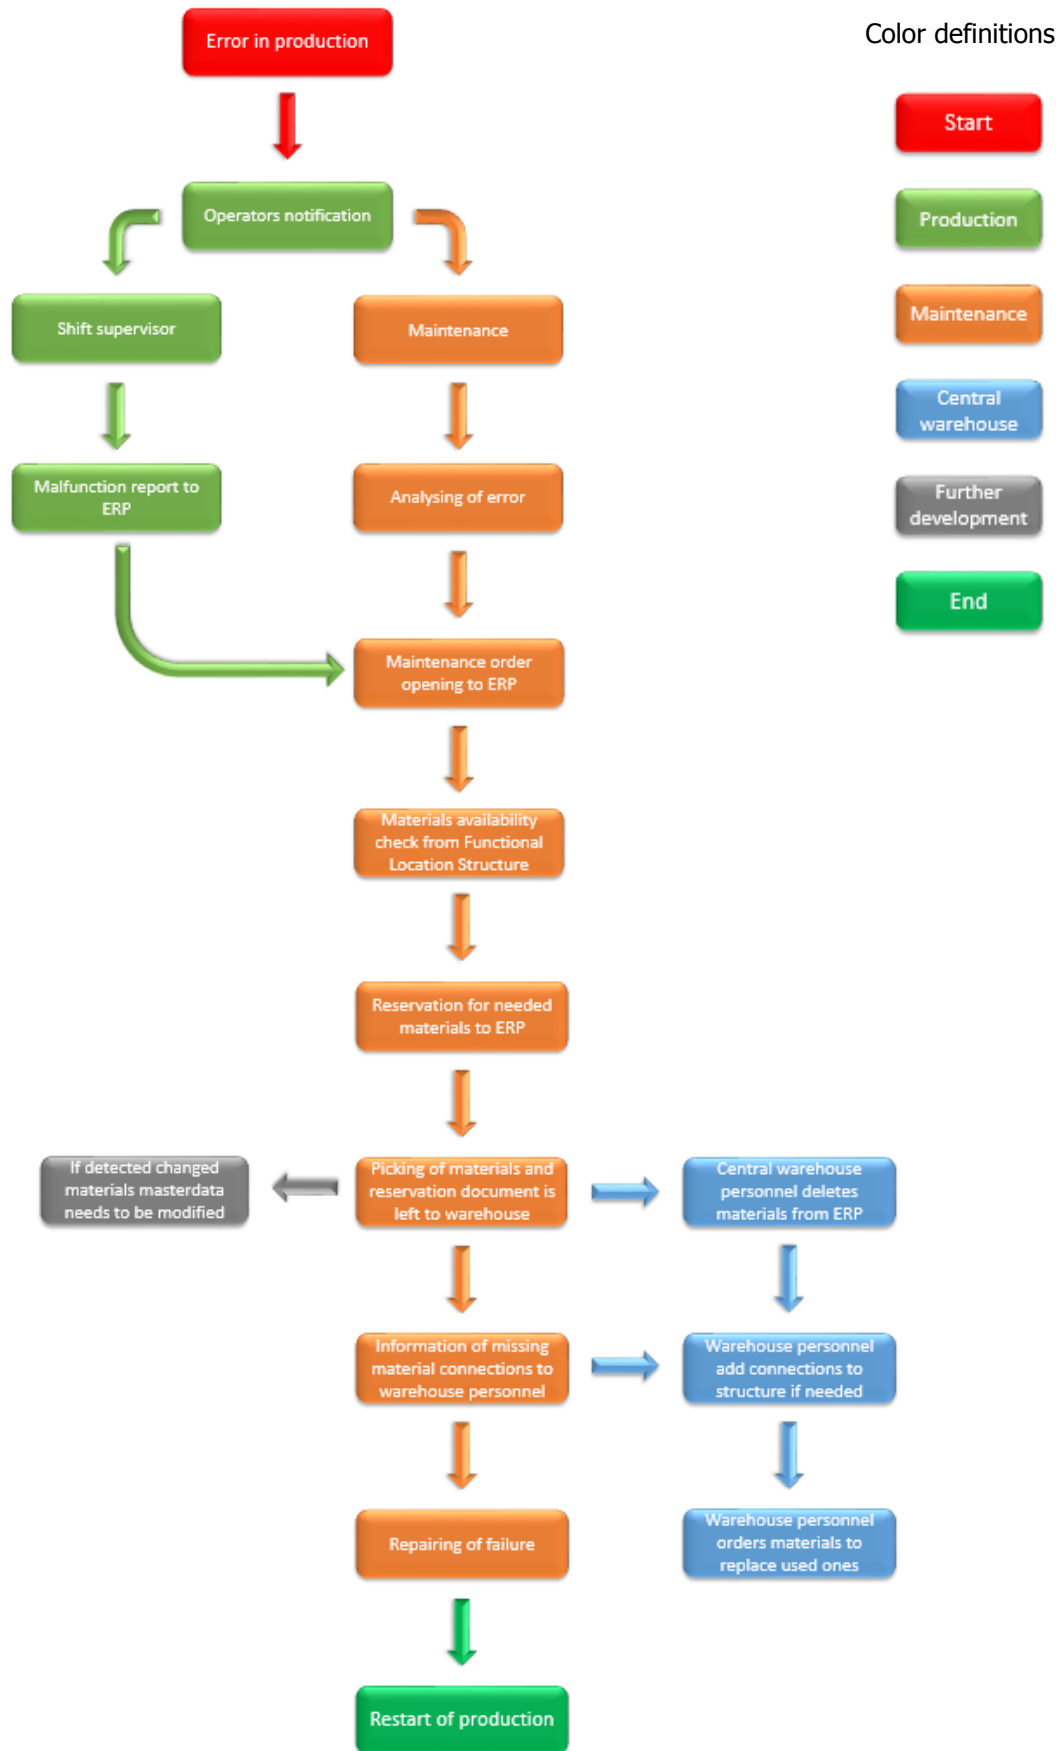 Error in production
Color definitions
Start
Operators notification
Production
Shift supervisor
Maintenance
Maintenance
Central
warehouse
Malfunction report to
ERP
Analysing of error
Further
development
End
Maintenance order
opening to ERP
Materials availability
check from Functional
Location Structure
Reservation for needed
materials to ERP
If detected changed
materials masterdata
needs to be modified
Picking of materials and
reservation document is
left to warehouse
Central warehouse
personnel deletes
materials from ERP
Information of missing
material connections to
warehouse personnel
Warehouse personnel
add connections to
structure if needed
Repairing of failure
Warehouse personnel
orders materials to
replace used ones
Restart of production